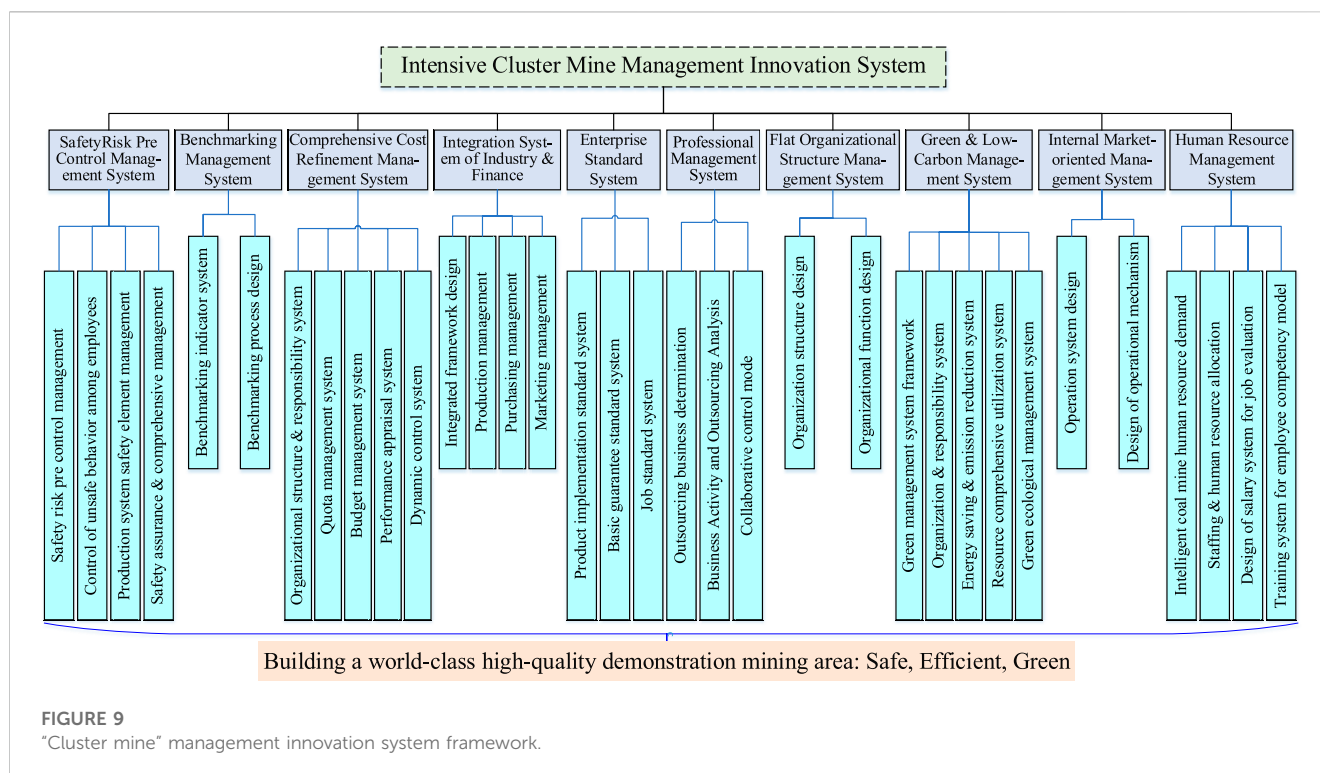 Intensive Cluster Mine Management Innovation System
SafetyRisk Pre
Control Manag-
ement System
Benchmarking
Management
System
Comprehensive Cost
Refinement Mana-
gement System
Integration Syst-
em of Industry &
Finance
Enterprise
Standard
System
Professional
Management
System
Flat Organizational
Structure Mana-
gement System
Green & Low-
Carbon Manage-
ment System
Internal Market-
oriented Mana-
gement System
Human Resource
Management
System
Safety risk pre control management
Control of unsafe behavior among employees
Production system safety element management
Safety assurance & comprehensive management
Benchmarking indicator system
Benchmarking process design
Organizational structure & responsibility system
Quota management system
Budget management system
Performance appraisal system
Dynamic control system
Integrated framework design
Production management
Purchasing management
Marketing management
Product implementation standard system
Basic guarantee standard system
Job standard system
Outsourcing business determination
Business Activity and Outsourcing Analysis
Collaborative control mode
Organization structure design
Organizational function design
Green management system framework
Organization & responsibility system
Energy saving & emission reduction system
Resource comprehensive utilization system
Green ecological management system
Operation system design
Design of operational mechanism
Intelligent coal mine human resource demand
Staffing & human resource allocation
Design of salary system for job evaluation
Training system for employee competency model
Building a world-class high-quality demonstration mining area: Safe, Efficient, Green
FIGURE 9
"Cluster mine" management innovation system framework.